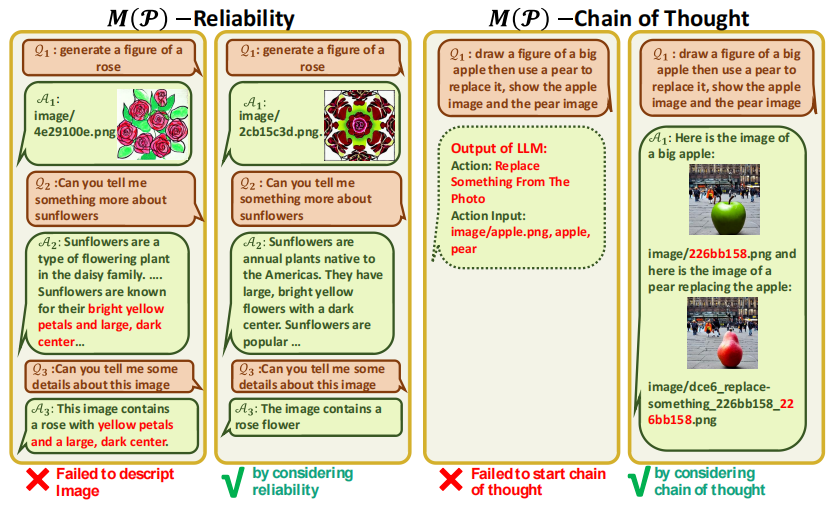 M(P) –Reliability
Q1 : generate a figure of a
rose
A1:
image/
4e29100e.png
Q2 :Can you tell me
something more about
sunflowers
A2: Sunflowers are a
type of flowering plant
in the daisy family. ....
Sunflowers are known
for their bright yellow
petals and large, dark
center...
Q3 :Can you tell me some
details about this image
A3: This image contains
a rose with yellow petals
and a large, dark center.
Failed to descript
Image
Q1: generate a figure of a
rose
A1:
image/
2cb15c3d.png.
Q2 : Can you tell me
something more about
sunflowers
A2: Sunflowers are
annual plants native to
the Americas. They have
large, bright yellow
flowers with a dark
center. Sunflowers are
popular ...
Q3: Can you tell me some
details about this image
A3: The image contains a
rose flower
by considering
reliability
M(P) –Chain of Thought
Q1 : draw a figure of a big
apple then use a pear to
replace it, show the apple
image and the pear image
Output of LLM:
Action: Replace
Something From The
Photo
Action Input:
image/apple.png, apple,
pear
Failed to start chain
of thought
Q1 : draw a figure of a big
apple then use a pear to
replace it, show the apple
image and the pear image
A1: Here is the image of
a big apple:
image/226bb158.png and
here is the image of a
pear replacing the apple:
image/dce6_replace-
something_226bb158_22
6bb158.png
by considering
chain of thought